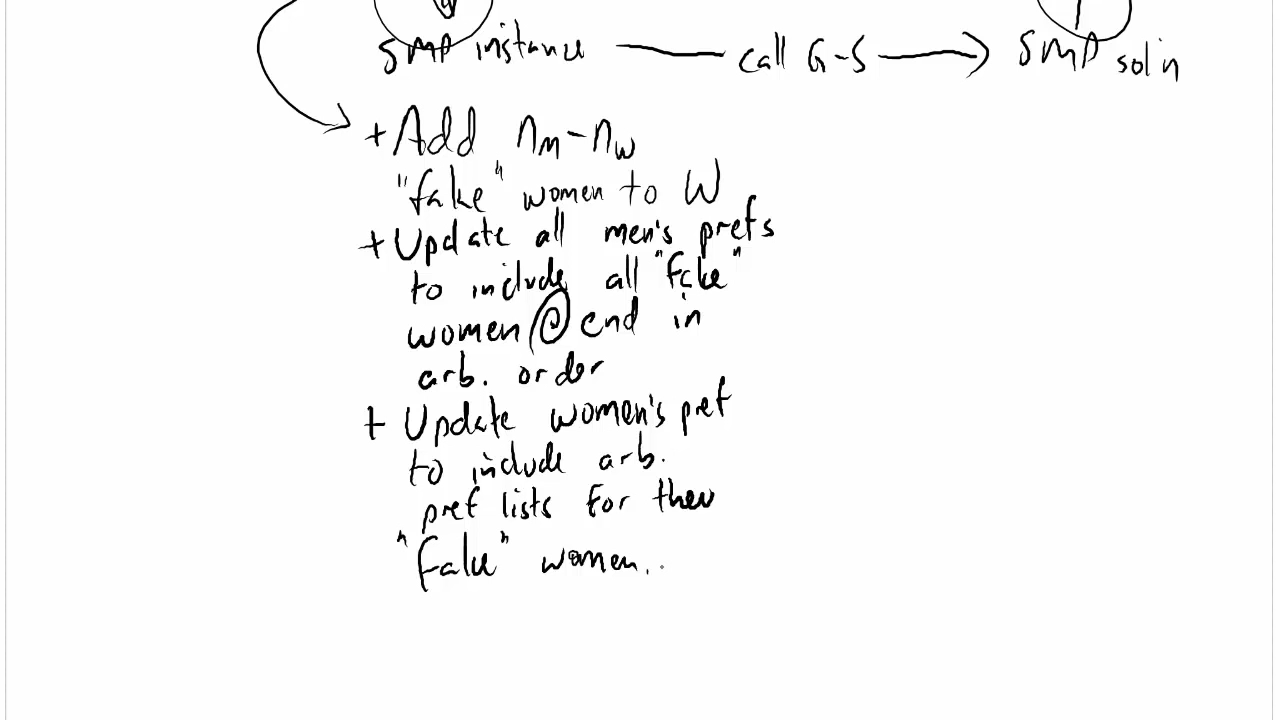 SMP instance call G-S SMP sol'n
+ Add nM - nW
"fake" women to W
+ Update all men's prefs
to include all "fake"
women @ end in
arb. order
+ Update women's pref
to include arb.
pref lists for the
"fake" women..